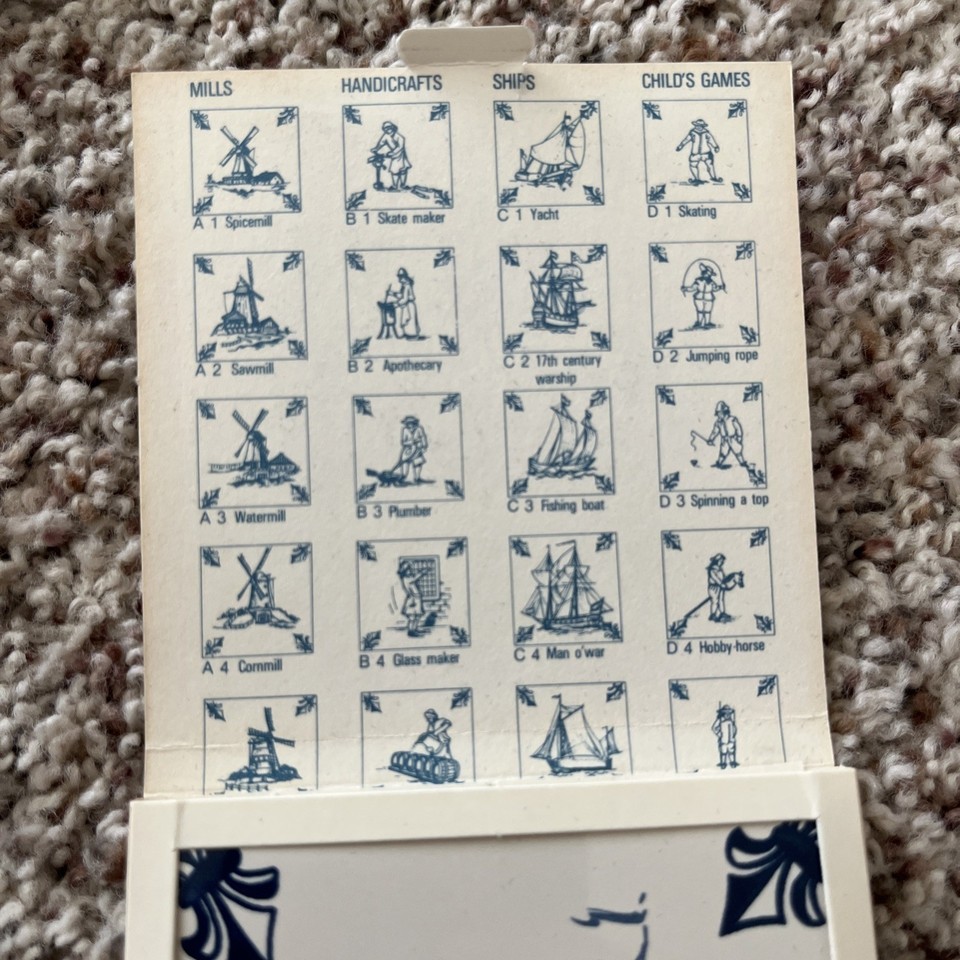 MILLS HANDICRAFTS SHIPS CHILD'S GAMES
A 1 Spicemill B 1 Skate maker C 1 Yacht D 1 Skating
A 2 Sawmill B 2 Apothecary C 2 17th century D 2 Jumping rope
warship
A 3 Watermill B 3 Plumber C 3 Fishing boat D 3 Spinning a top
A 4 Cornmill B 4 Glass maker C 4 Man o'war D 4 Hobby-horse